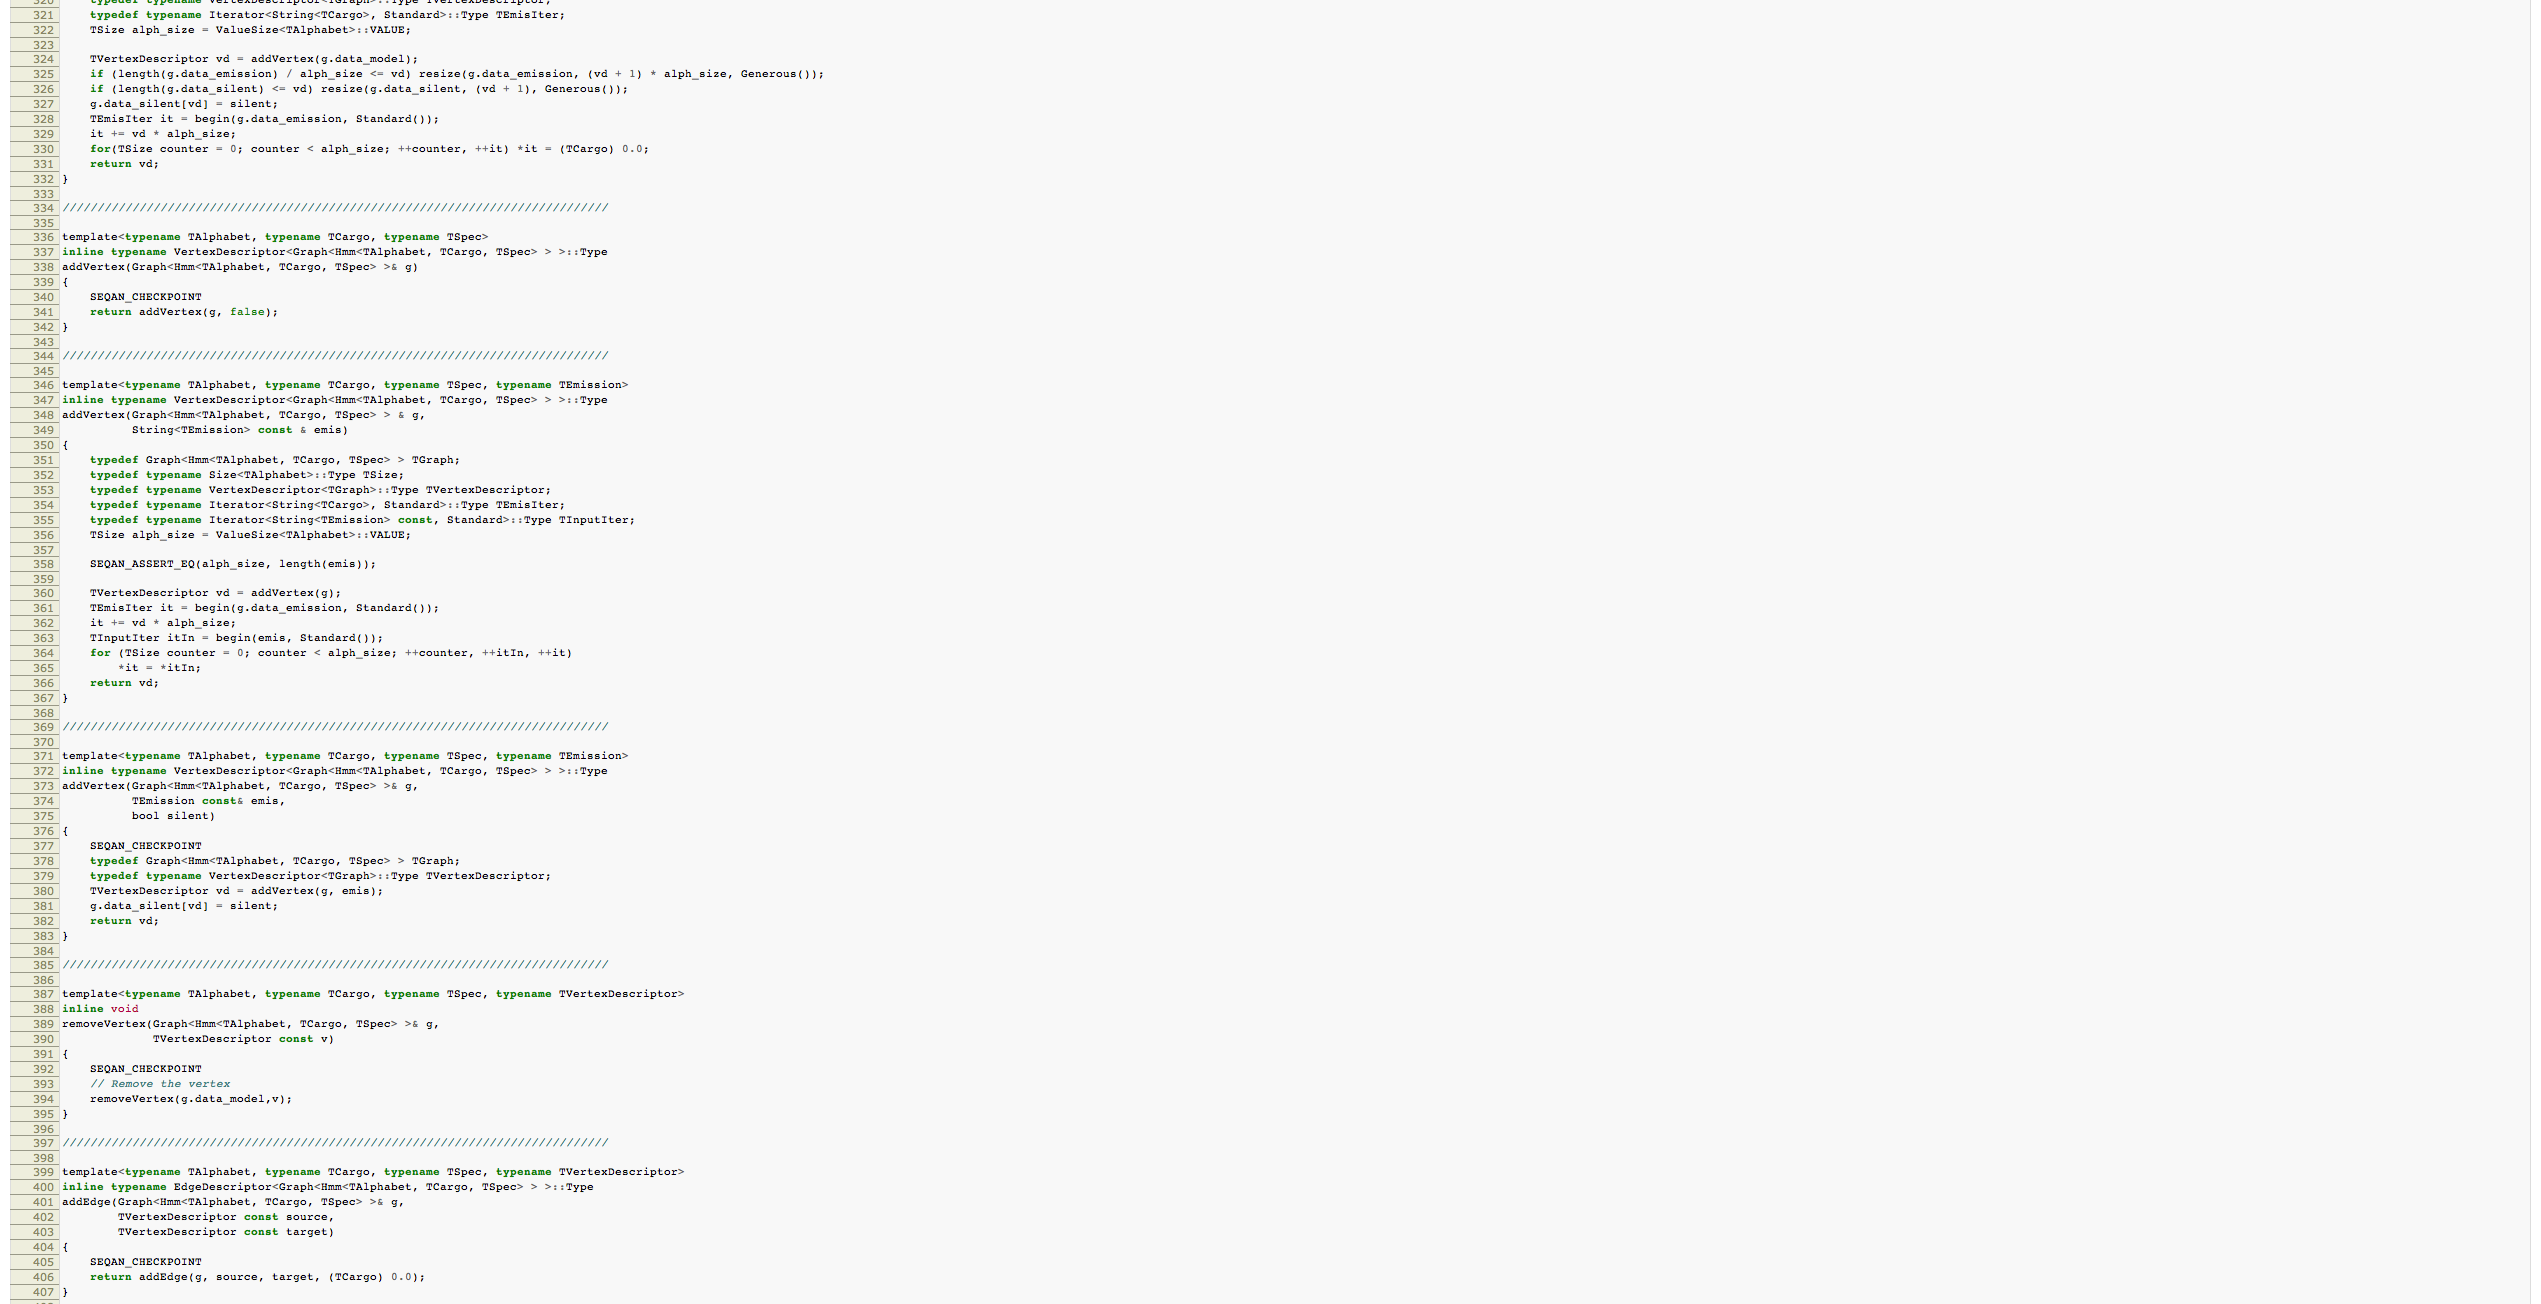 320     typedef typename VertexDescriptor<TGraph>::Type TVertexDescriptor;
321     typedef typename Iterator<String<TCargo>, Standard>::Type TEmisIter;
322     TSize alph_size = ValueSize<TAlphabet>::VALUE;
323
324     TVertexDescriptor vd = addVertex(g.data_model);
325     if (length(g.data_emission) / alph_size <= vd) resize(g.data_emission, (vd + 1) * alph_size, Generous());
326     if (length(g.data_silent) <= vd) resize(g.data_silent, (vd + 1), Generous());
327     g.data_silent[vd] = silent;
328     TEmisIter it = begin(g.data_emission, Standard());
329     it += vd * alph_size;
330     for(TSize counter = 0; counter < alph_size; ++counter, ++it) *it = (TCargo) 0.0;
331     return vd;
332 }
333
334 //////////////////////////////////////////////////////////////////////////////
335
336 template<typename TAlphabet, typename TCargo, typename TSpec>
337 inline typename VertexDescriptor<Graph<Hmm<TAlphabet, TCargo, TSpec> > >::Type
338 addVertex(Graph<Hmm<TAlphabet, TCargo, TSpec> >& g)
339 {
340     SEQAN_CHECKPOINT
341     return addVertex(g, false);
342 }
343
344 //////////////////////////////////////////////////////////////////////////////
345
346 template<typename TAlphabet, typename TCargo, typename TSpec, typename TEmission>
347 inline typename VertexDescriptor<Graph<Hmm<TAlphabet, TCargo, TSpec> > >::Type
348 addVertex(Graph<Hmm<TAlphabet, TCargo, TSpec> > & g,
349           String<TEmission> const & emis)
350 {
351     typedef Graph<Hmm<TAlphabet, TCargo, TSpec> > TGraph;
352     typedef typename Size<TAlphabet>::Type TSize;
353     typedef typename VertexDescriptor<TGraph>::Type TVertexDescriptor;
354     typedef typename Iterator<String<TCargo>, Standard>::Type TEmisIter;
355     typedef typename Iterator<String<TEmission> const, Standard>::Type TInputIter;
356     TSize alph_size = ValueSize<TAlphabet>::VALUE;
357
358     SEQAN_ASSERT_EQ(alph_size, length(emis));
359
360     TVertexDescriptor vd = addVertex(g);
361     TEmisIter it = begin(g.data_emission, Standard());
362     it += vd * alph_size;
363     TInputIter itIn = begin(emis, Standard());
364     for (TSize counter = 0; counter < alph_size; ++counter, ++itIn, ++it)
365         *it = *itIn;
366     return vd;
367 }
368
369 //////////////////////////////////////////////////////////////////////////////
370
371 template<typename TAlphabet, typename TCargo, typename TSpec, typename TEmission>
372 inline typename VertexDescriptor<Graph<Hmm<TAlphabet, TCargo, TSpec> > >::Type
373 addVertex(Graph<Hmm<TAlphabet, TCargo, TSpec> >& g,
374           TEmission const& emis,
375           bool silent)
376 {
377     SEQAN_CHECKPOINT
378     typedef Graph<Hmm<TAlphabet, TCargo, TSpec> > TGraph;
379     typedef typename VertexDescriptor<TGraph>::Type TVertexDescriptor;
380     TVertexDescriptor vd = addVertex(g, emis);
381     g.data_silent[vd] = silent;
382     return vd;
383 }
384
385 //////////////////////////////////////////////////////////////////////////////
386
387 template<typename TAlphabet, typename TCargo, typename TSpec, typename TVertexDescriptor>
388 inline void
389 removeVertex(Graph<Hmm<TAlphabet, TCargo, TSpec> >& g,
390              TVertexDescriptor const v)
391 {
392     SEQAN_CHECKPOINT
393     // Remove the vertex
394     removeVertex(g.data_model,v);
395 }
396
397 //////////////////////////////////////////////////////////////////////////////
398
399 template<typename TAlphabet, typename TCargo, typename TSpec, typename TVertexDescriptor>
400 inline typename EdgeDescriptor<Graph<Hmm<TAlphabet, TCargo, TSpec> > >::Type
401 addEdge(Graph<Hmm<TAlphabet, TCargo, TSpec> >& g,
402         TVertexDescriptor const source,
403         TVertexDescriptor const target)
404 {
405     SEQAN_CHECKPOINT
406     return addEdge(g, source, target, (TCargo) 0.0);
407 }